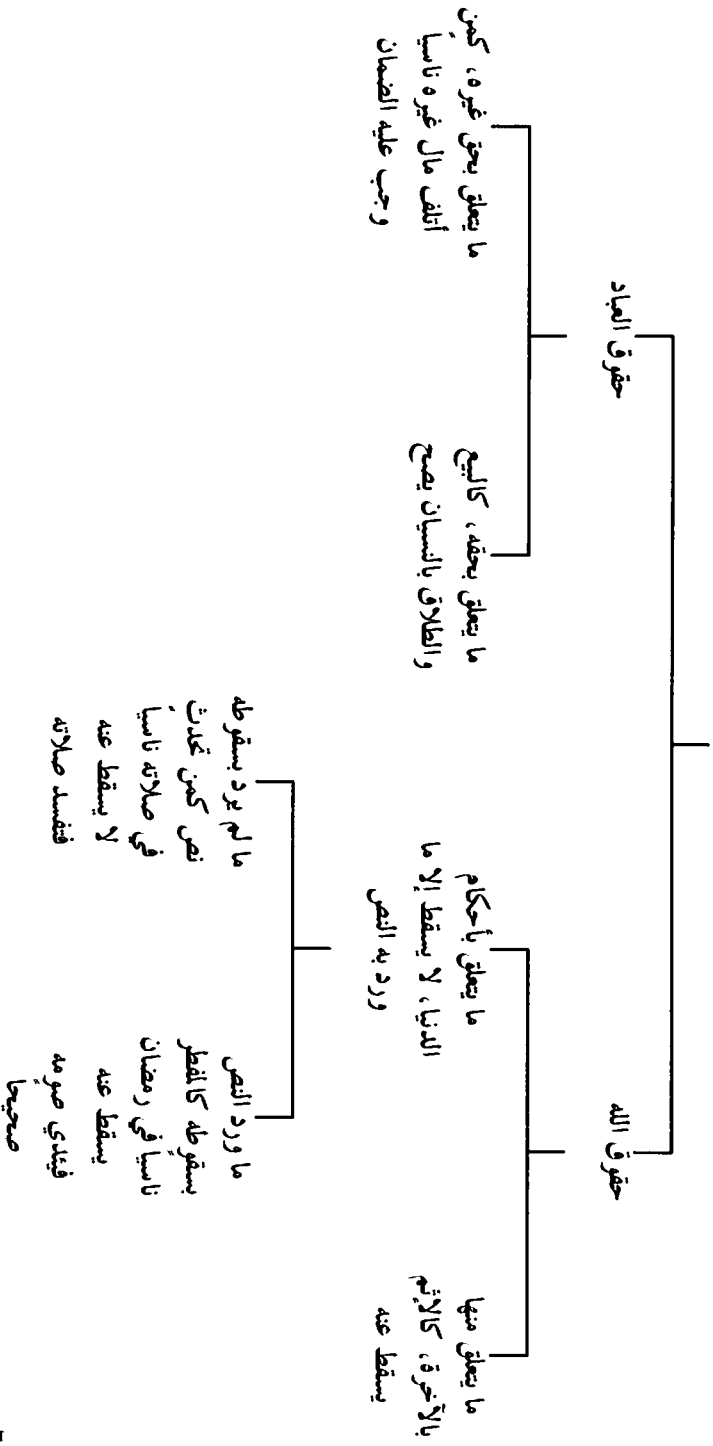 حقوق الله
حقوق العباد
ما يتعلق منها
بالآخرة، كالإثم
يسقط عنه
ما يتعلق بأحكام
الدنيا، لا يسقط إلا ما
ورد به النص
ما يتعلق بحقه، كالبيع
والطلاق بالنسيان يصح
ما يتعلق بحق غيره، كمن
أتلف مال غيره ناسياً
وجب عليه الضمان
ما ورد النص
بسقوطه كالمفطر
ناسيا في رمضان
يسقط عنه
فيئدي صومه
صحيحا
ما لم يرد بسقوطه
نص كمن تحدث
في صلاته ناسياً
لا يسقط عنه
فتفسد صلاته